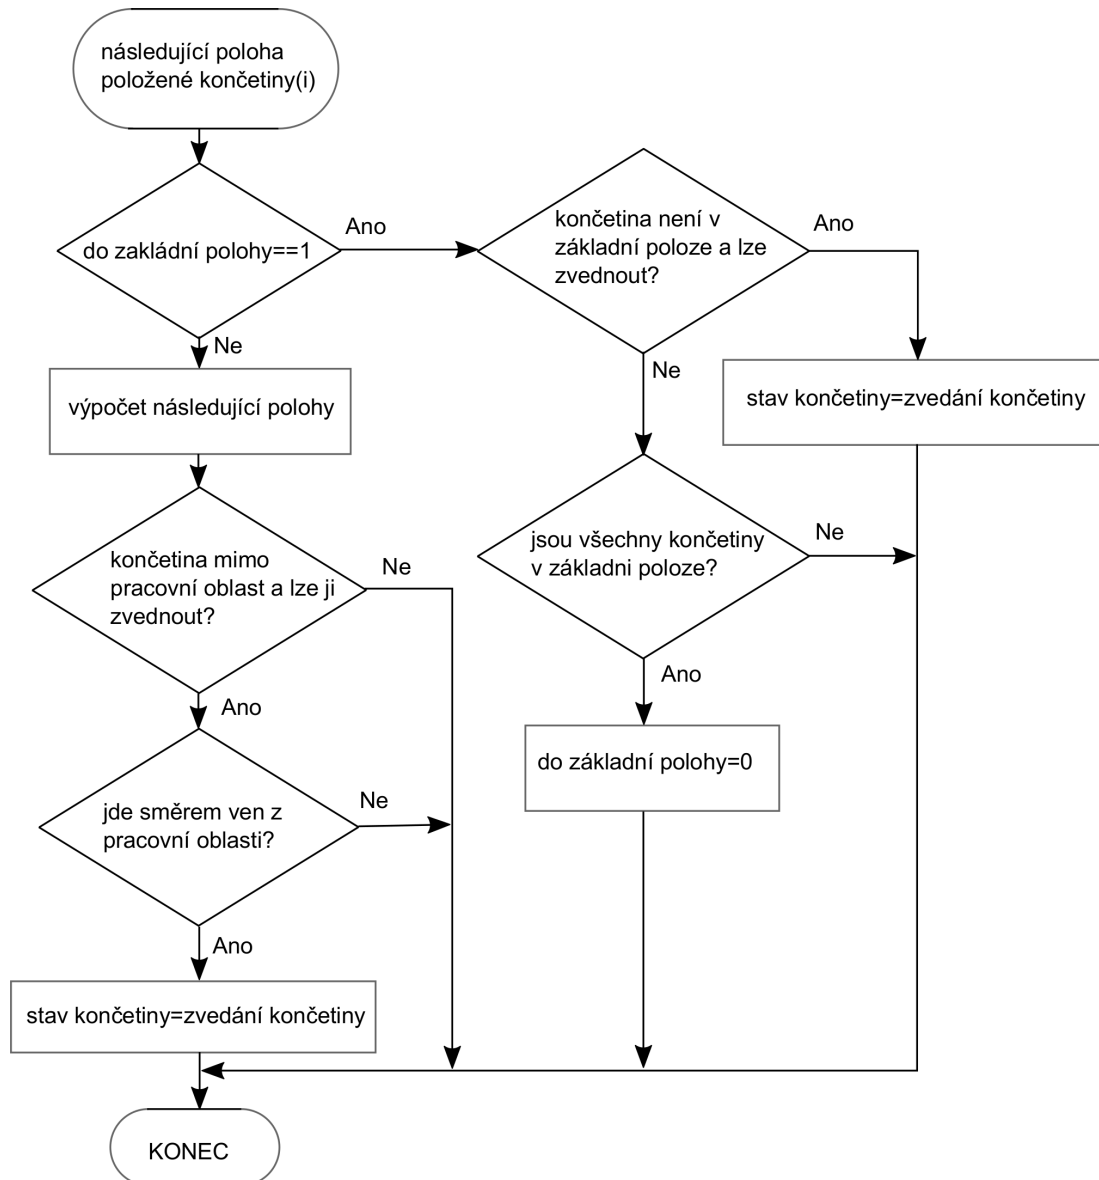 následující poloha
položené končetiny(i)
do zakládní polohy==1
Ano
Ne
končetina není v
základní poloze a lze
zvednout?
Ano
Ne
stav končetiny=zvedání končetiny
výpočet následující polohy
jsou všechny končetiny
v základni poloze?
Ne
Ano
do základní polohy=0
končetina mimo
pracovní oblast a lze ji
zvednout?
Ne
Ano
jde směrem ven z
pracovní oblasti?
Ne
Ano
stav končetiny=zvedání končetiny
KONEC